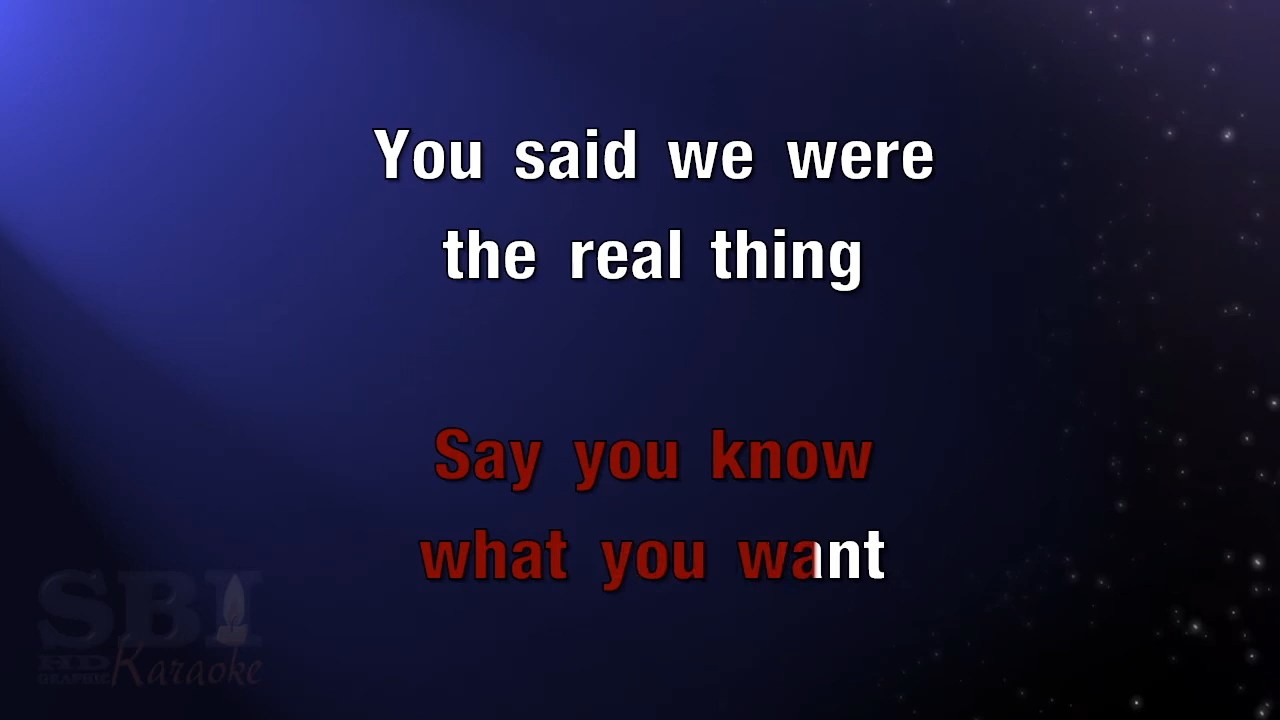 You said we were
the real thing
Say you know
what you want
SBI
HD
GRAPHIC
Karaoke